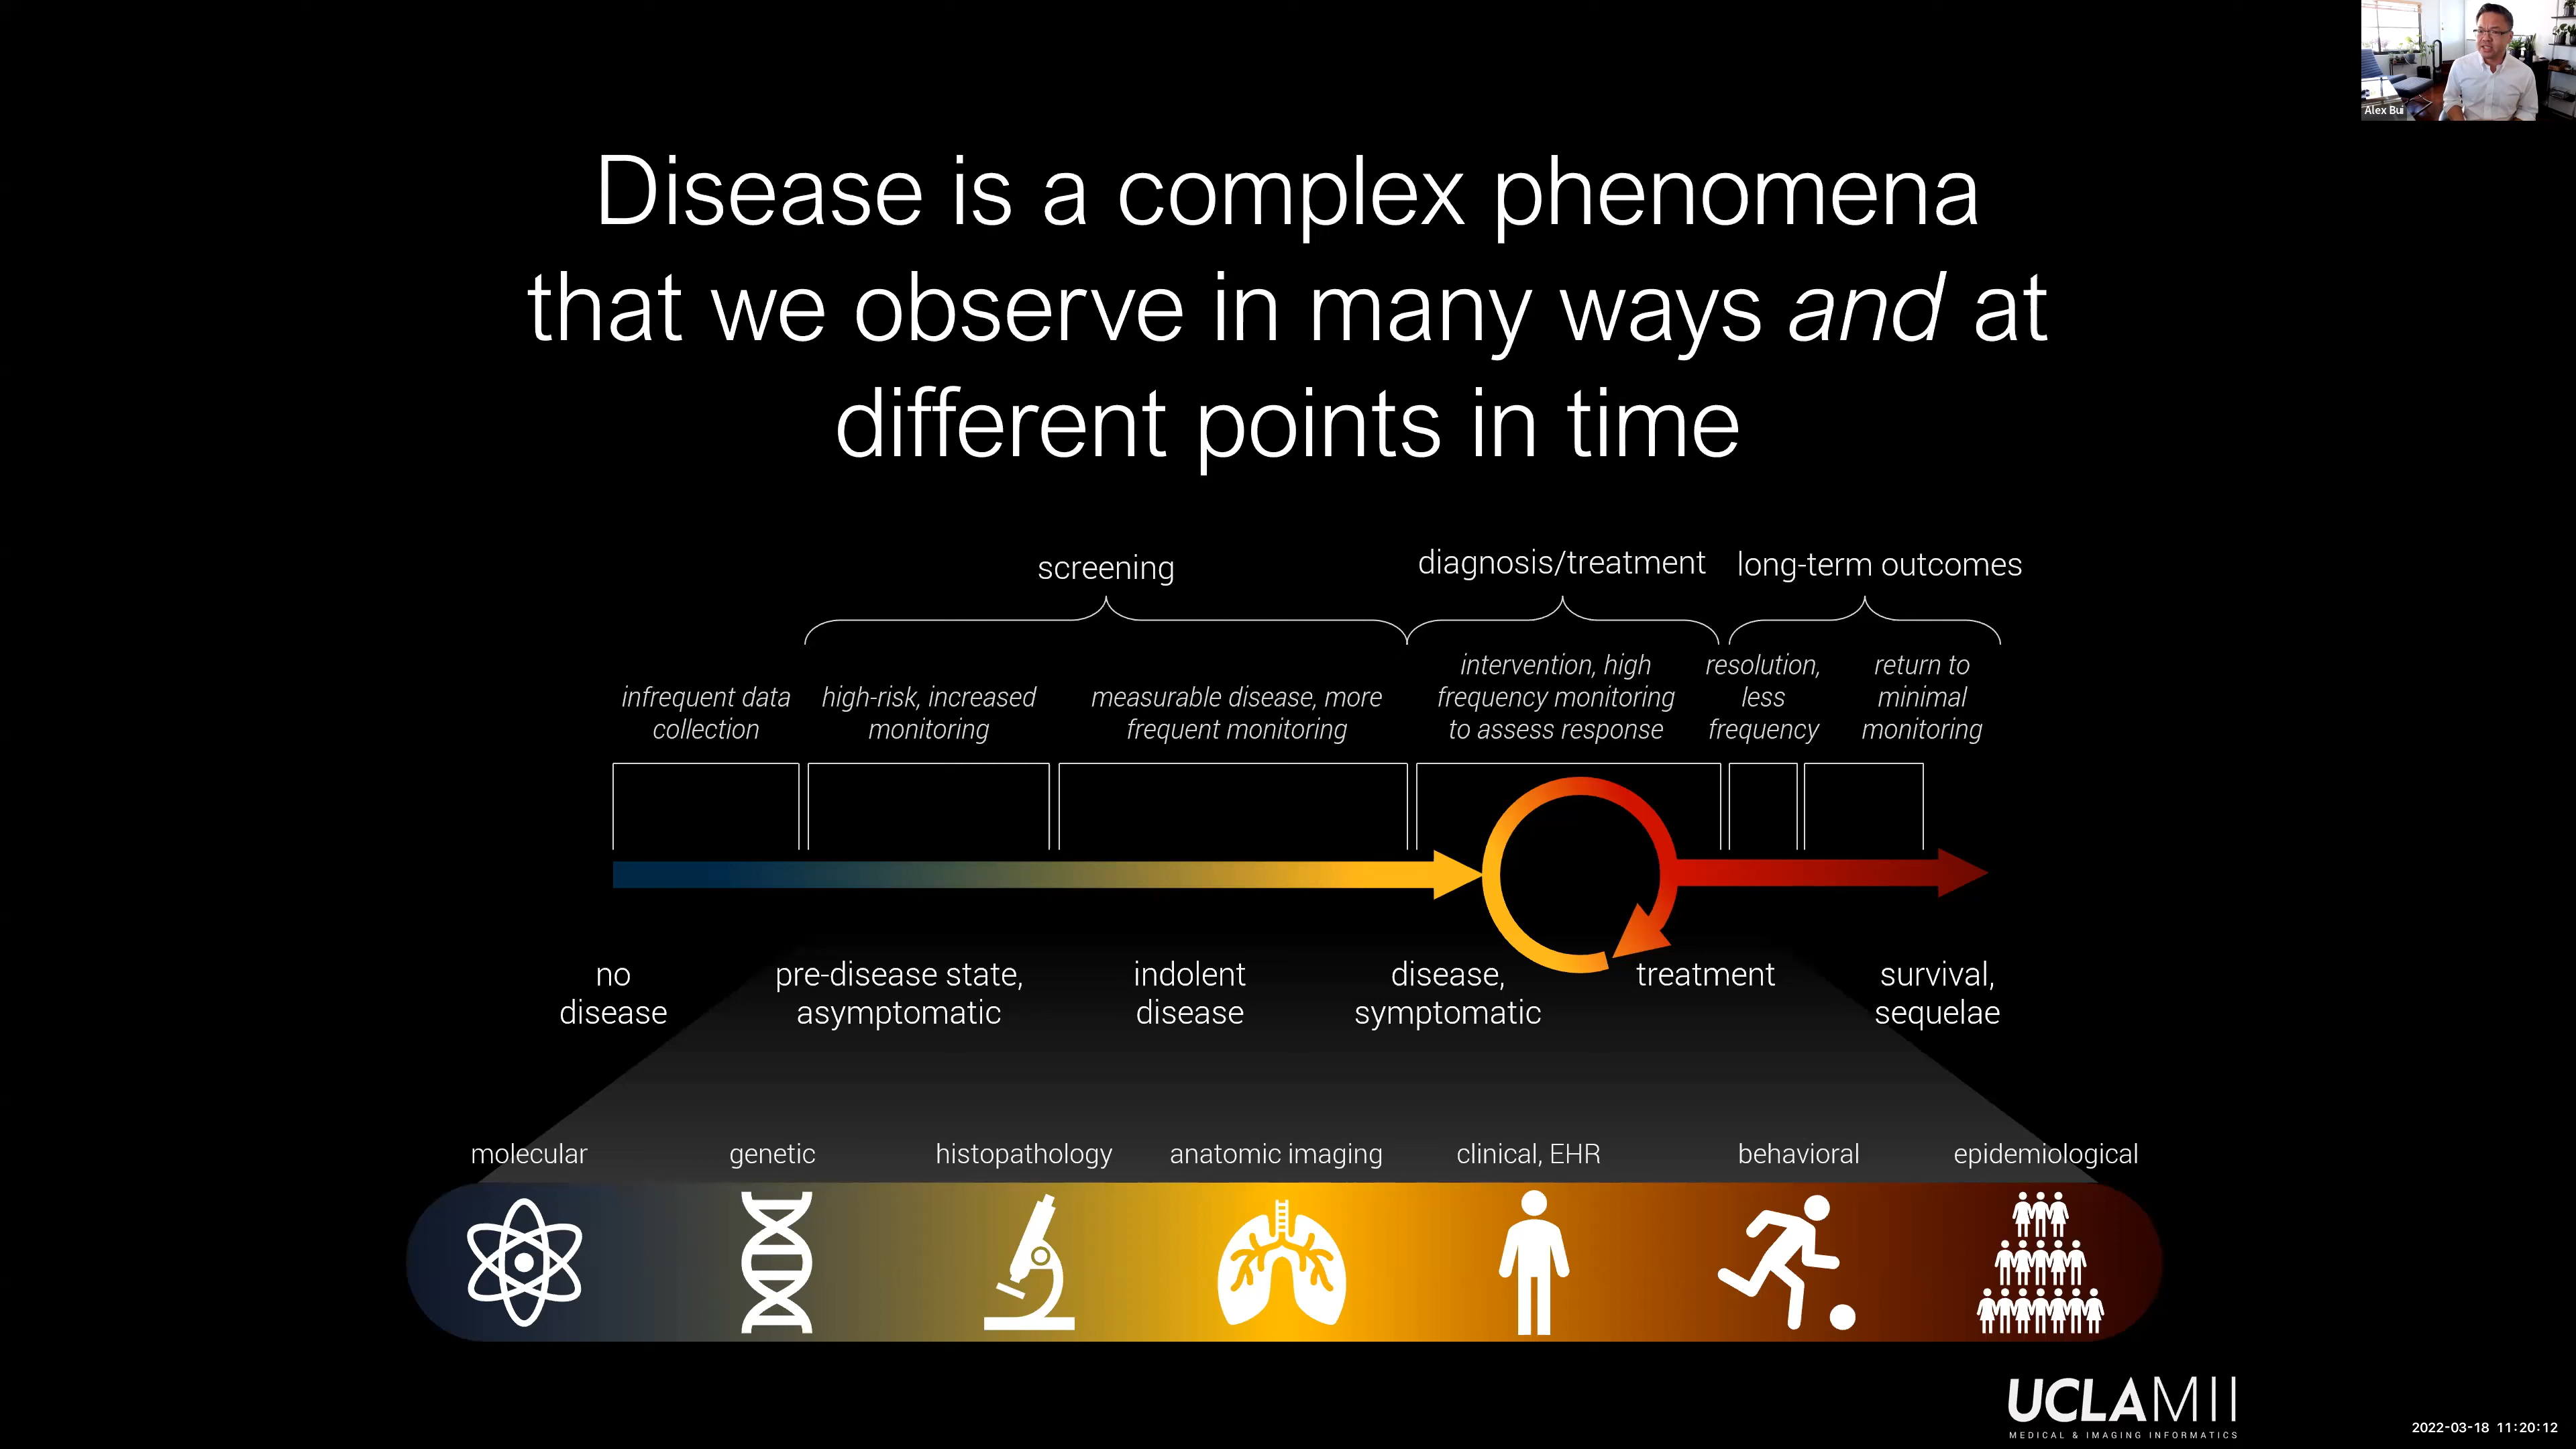 Alex Bui
Disease is a complex phenomena
that we observe in many ways and at
different points in time
screening
diagnosis/treatment
long-term outcomes
infrequent data
collection
high-risk, increased
monitoring
measurable disease, more
frequent monitoring
intervention, high
frequency monitoring
to assess response
resolution,
less
frequency
return to
minimal
monitoring
no
disease
pre-disease state,
asymptomatic
indolent
disease
disease,
symptomatic
treatment
survival,
sequelae
molecular
genetic
histopathology
anatomic imaging
clinical, EHR
behavioral
epidemiological
UCLAMII
MEDICAL & IMAGING INFORMATICS
2022-03-18 11:20:12